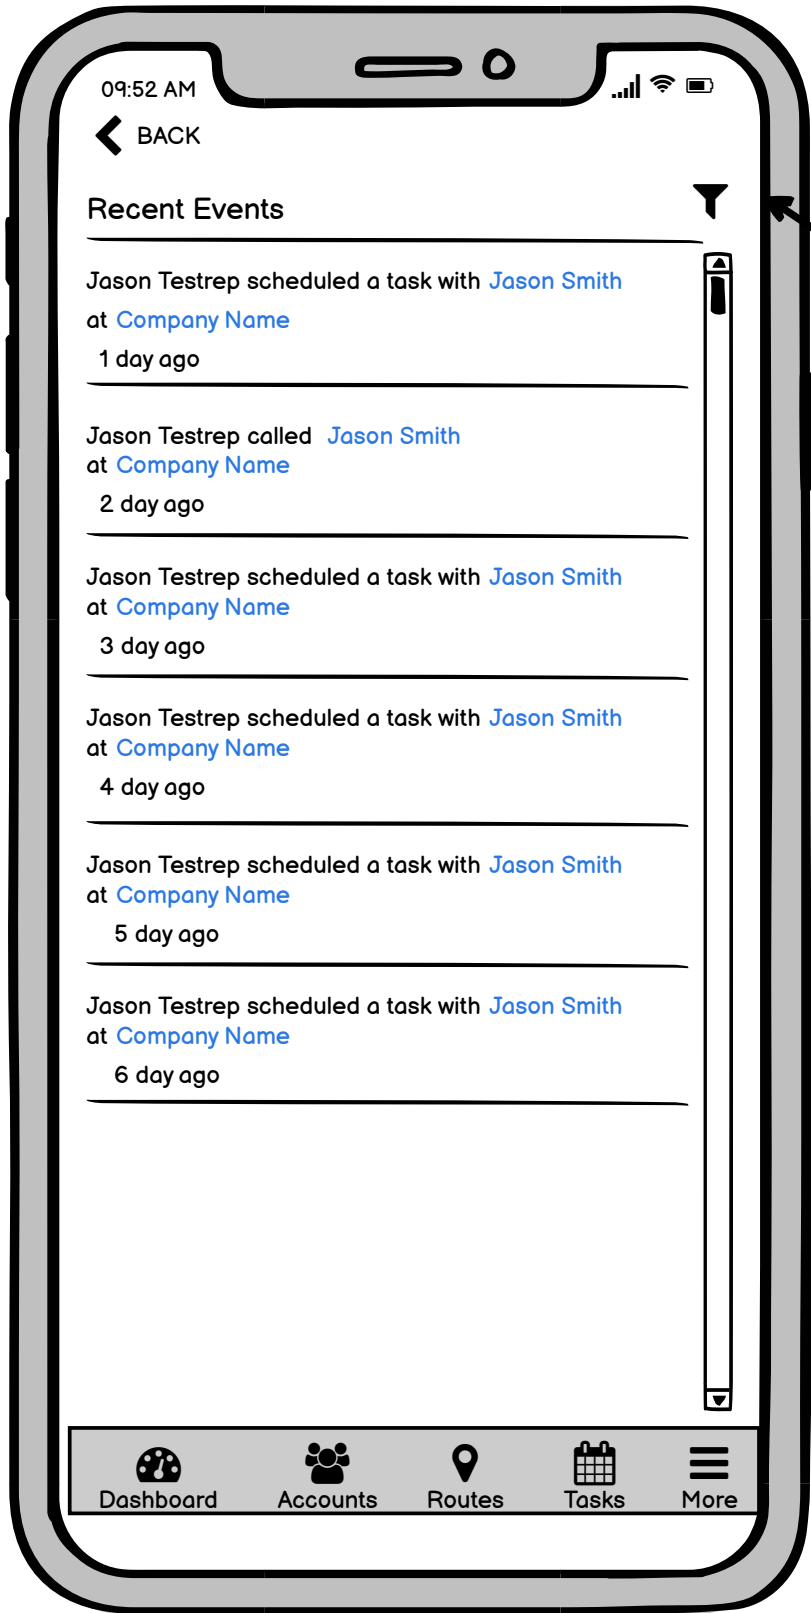 09:52 AM
BACK
Recent Events
Jason Testrep scheduled a task with Jason Smith
at Company Name
1 day ago
Jason Testrep called Jason Smith
at Company Name
2 day ago
Jason Testrep scheduled a task with Jason Smith
at Company Name
3 day ago
Jason Testrep scheduled a task with Jason Smith
at Company Name
4 day ago
Jason Testrep scheduled a task with Jason Smith
at Company Name
5 day ago
Jason Testrep scheduled a task with Jason Smith
at Company Name
6 day ago
Dashboard Accounts Routes Tasks More